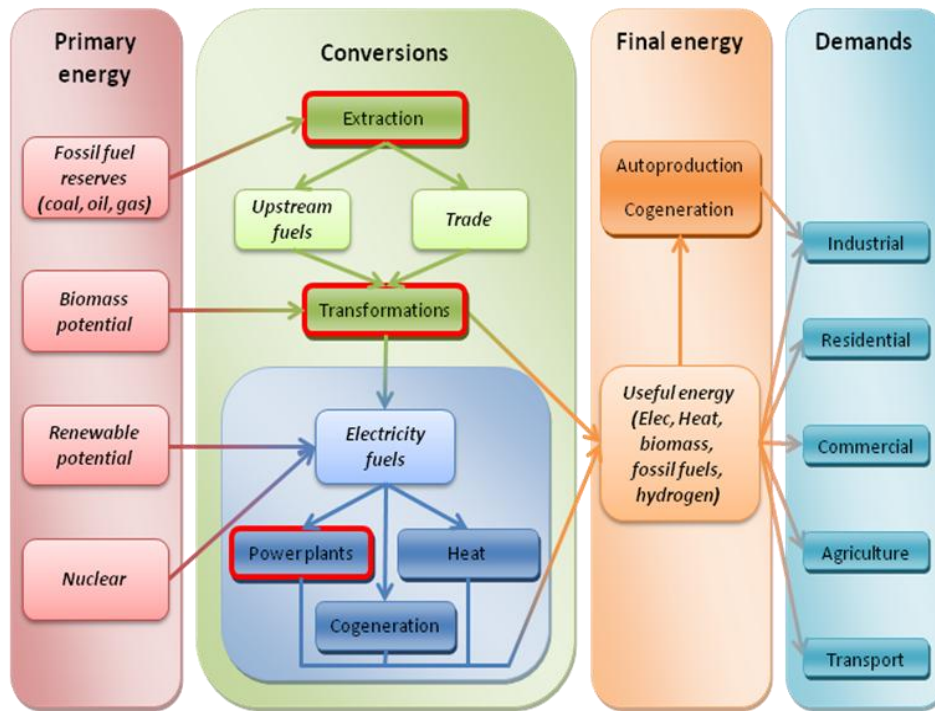 Primary
energy
Fossil fuel
reserves
(coal, oil, gas)
Biomass
potential
Renewable
potential
Nuclear
Conversions
Extraction
Upstream
fuels
Trade
Transformations
Electricity
fuels
Power plants
Heat
Cogeneration
Final energy
Autoproduction
Cogeneration
Useful energy
(Elec, Heat,
biomass,
fossil fuels,
hydrogen)
Demands
Industrial
Residential
Commercial
Agriculture
Transport